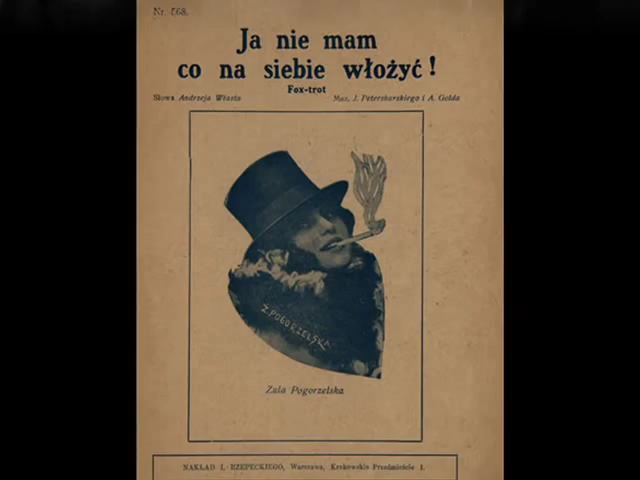 Nr. 568.
Ja nie mam
co na siebie włożyć!
Fox-trot
Słowa Andrzeja Własta
Muz. J. Petersburskiego i A. Golda
Z. POGORZELSKA
Zula Pogorzelska
NAKŁAD I. RZEPECKIEGO, Warszawa, Krakowskie Przedmieście 1.